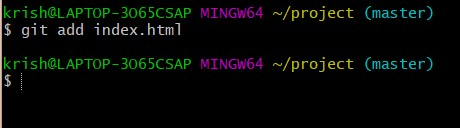 krish@LAPTOP-3O65CSAP MINGW64 ~/project (master)
$ git add index.html
krish@LAPTOP-3O65CSAP MINGW64 ~/project (master)
$